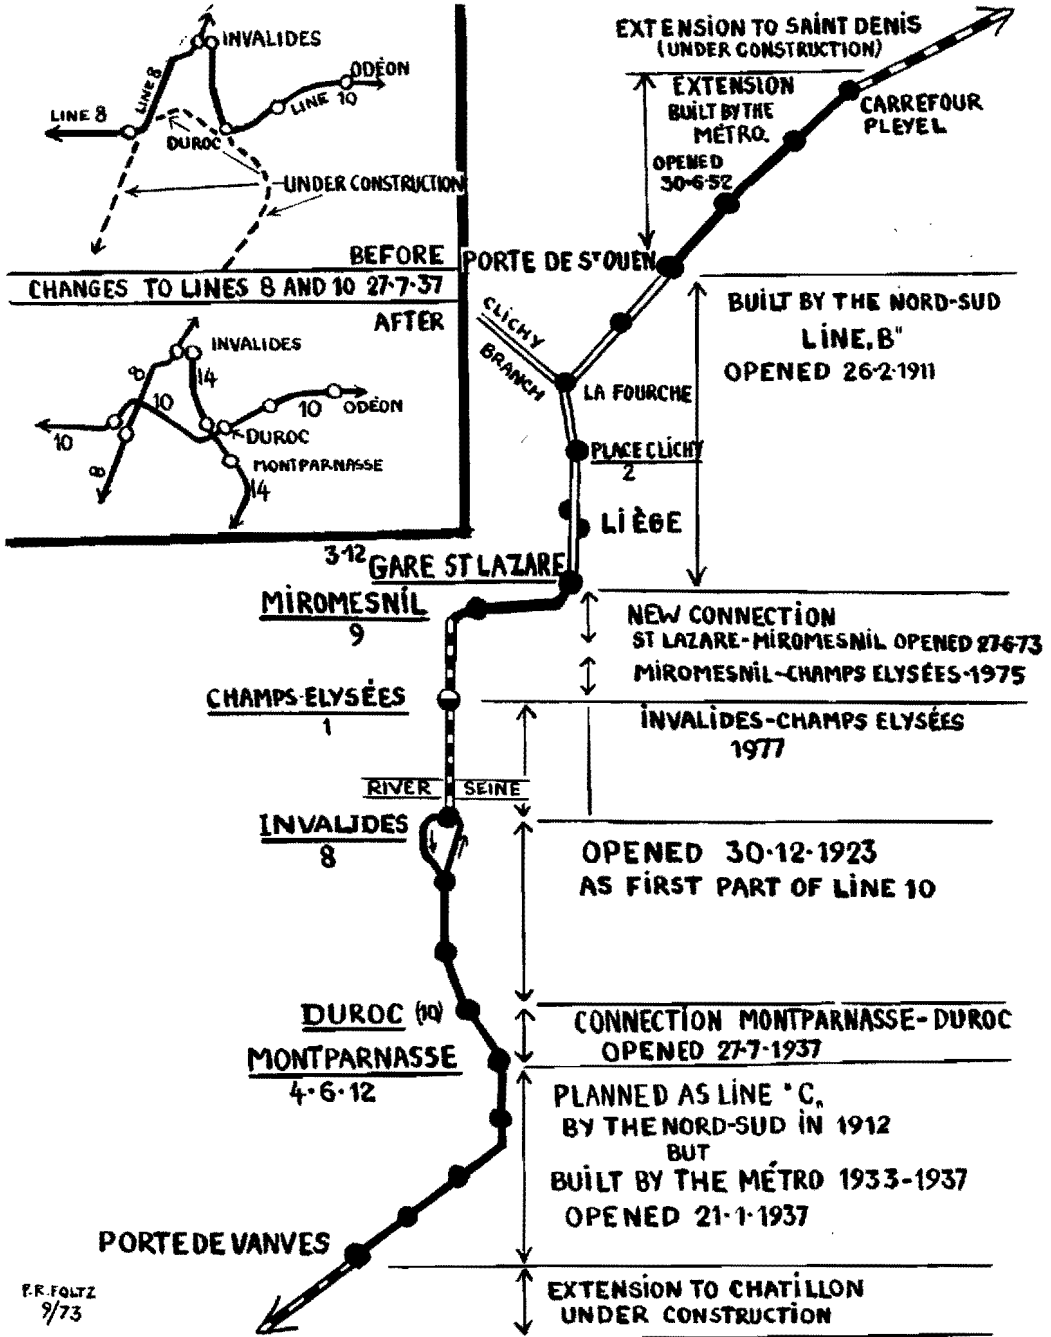 INVALIDES
ODÉON
LINE 8
LINE 10
LINE 8
DUROC
UNDER CONSTRUCTION
BEFORE
CHANGES TO LINES 8 AND 10 27·7·37
AFTER
INVALIDES
8
14
10
10
ODÉON
10
DUROC
8
MONTPARNASSE
14
EXTENSION TO SAINT DENIS
(UNDER CONSTRUCTION)
EXTENSION
BUILT BY THE
MÉTRO.
OPENED
30·6·52
CARREFOUR
PLEYEL
PORTE DE ST OUEN
CLICHY
BRANCH
LA FOURCHE
BUILT BY THE NORD-SUD
LINE „B"
OPENED 26·2·1911
PLACE CLICHY
2
LIÈGE
3·12 GARE ST LAZARE
MIROMESNIL
9
NEW CONNECTION
ST LAZARE-MIROMESNIL OPENED 27·6·73
MIROMESNIL-CHAMPS ELYSÉES·1975
CHAMPS-ELYSÉES
1
INVALIDES-CHAMPS ELYSÉES
1977
RIVER SEINE
INVALIDES
8
OPENED 30·12·1923
AS FIRST PART OF LINE 10
DUROC (10)
CONNECTION MONTPARNASSE-DUROC
OPENED 27·7·1937
MONTPARNASSE
4·6·12
PLANNED AS LINE "C„
BY THE NORD-SUD IN 1912
BUT
BUILT BY THE MÉTRO 1933-1937
OPENED 21·1·1937
PORTE DE VANVES
EXTENSION TO CHATILLON
UNDER CONSTRUCTION
F.R.FOLTZ
9/73